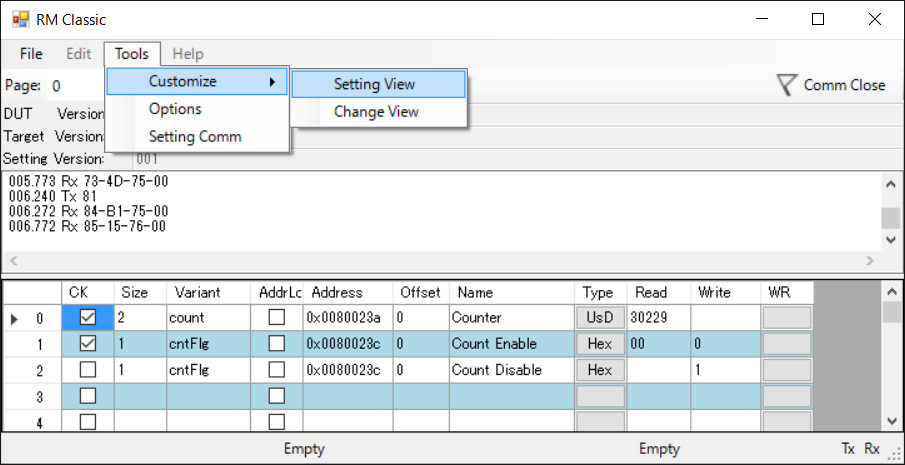 RM Classic
File Edit Tools Help
Page: 0 Customize Setting View Comm Close
DUT Version Options Change View
Target Version: Setting Comm
Setting Version: 001
005.773 Rx 73-4D-75-00
006.240 Tx 81
006.272 Rx 84-B1-75-00
006.772 Rx 85-15-76-00
CK Size Variant AddrLc Address Offset Name Type Read Write WR
0 2 count 0x0080023a 0 Counter UsD 30229
1 1 cntFlg 0x0080023c 0 Count Enable Hex 00 0
2 1 cntFlg 0x0080023c 0 Count Disable Hex 1
3
4
Empty Empty Tx Rx